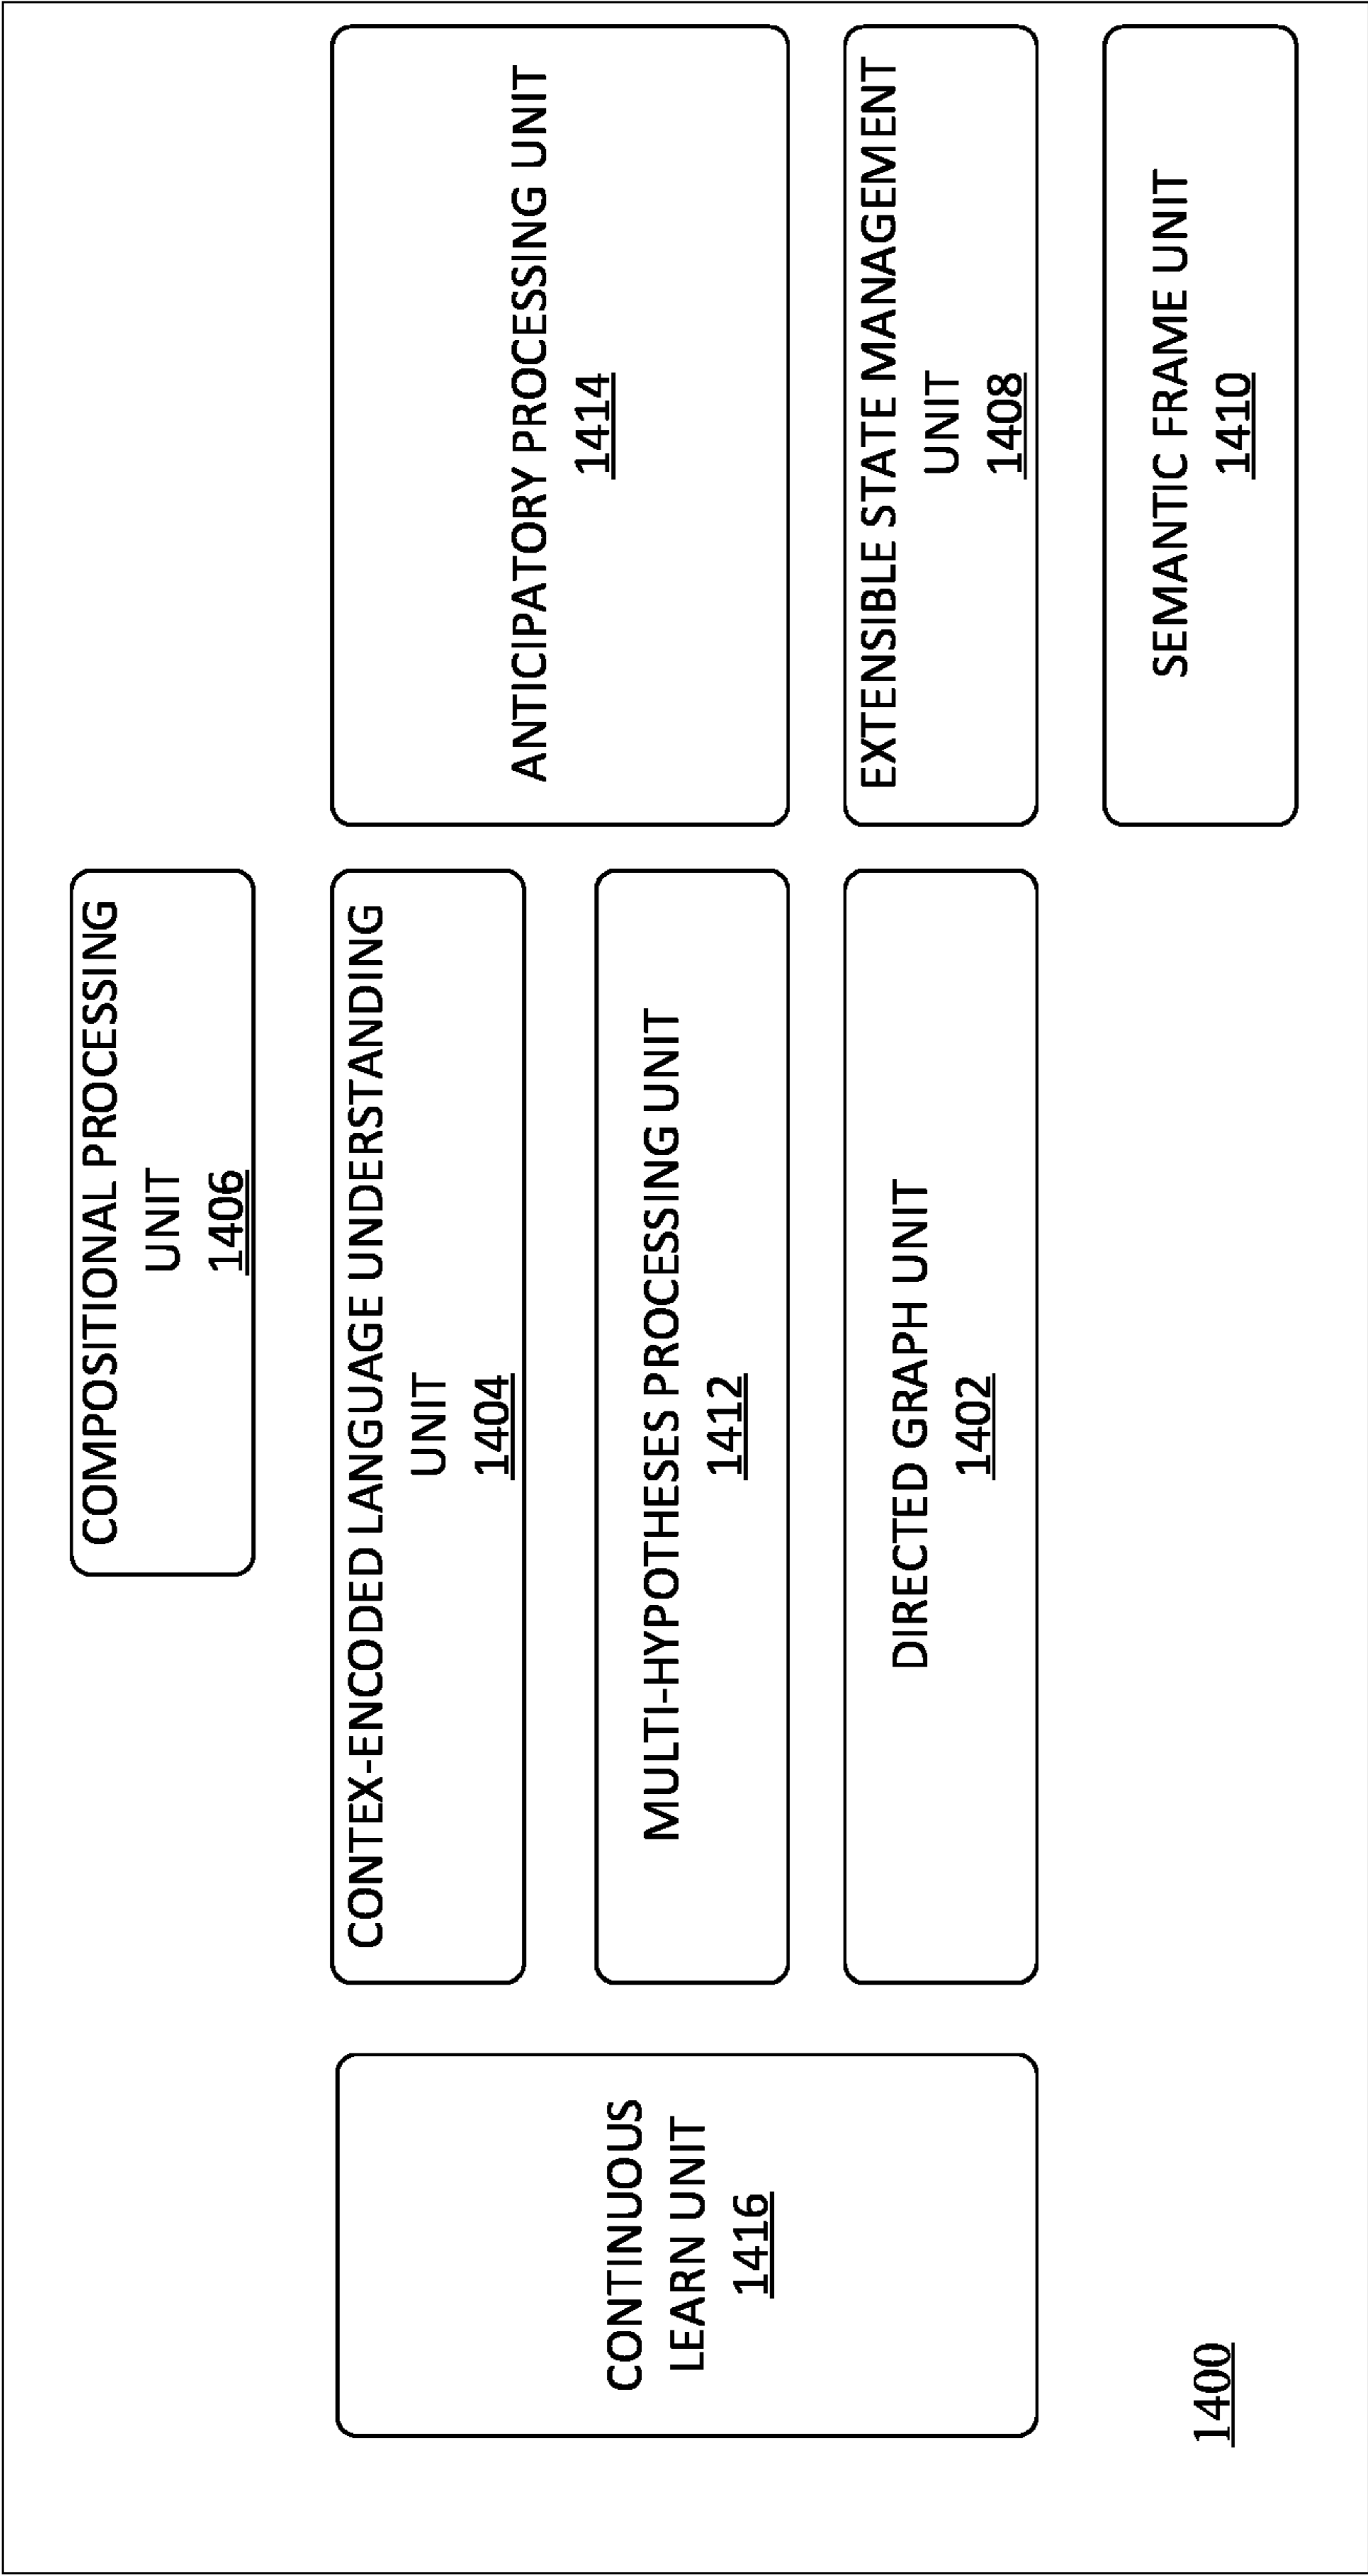 COMPOSITIONAL PROCESSING
UNIT
1406
CONTEX-ENCODED LANGUAGE UNDERSTANDING
UNIT
1404
ANTICIPATORY PROCESSING UNIT
1414
CONTINUOUS
LEARN UNIT
1416
MULTI-HYPOTHESES PROCESSING UNIT
1412
DIRECTED GRAPH UNIT
1402
EXTENSIBLE STATE MANAGEMENT
UNIT
1408
SEMANTIC FRAME UNIT
1410
1400